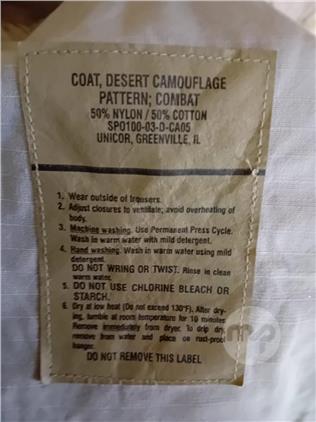 COAT, DESERT CAMOUFLAGE
PATTERN; COMBAT
50% NYLON / 50% COTTON
SPO100-03-D-CA05
UNICOR, GREENVILLE, IL
1. Wear outside of trousers.
2. Adjust closures to ventilate; avoid overheating of
body.
3. Machine washing. Use Permanent Press Cycle.
Wash in warm water with mild detergent.
4. Hand washing. Wash in warm water using mild
detergent.
DO NOT WRING OR TWIST. Rinse in clean
warm water.
5. DO NOT USE CHLORINE BLEACH OR
STARCH.
6. Dry at low heat (Do not exceed 130°F). After dry-
ing, tumble at room temperature for 10 minutes
Remove immediately from dryer. To drip dry,
remove from water and place on rust-proof
hanger.
DO NOT REMOVE THIS LABEL